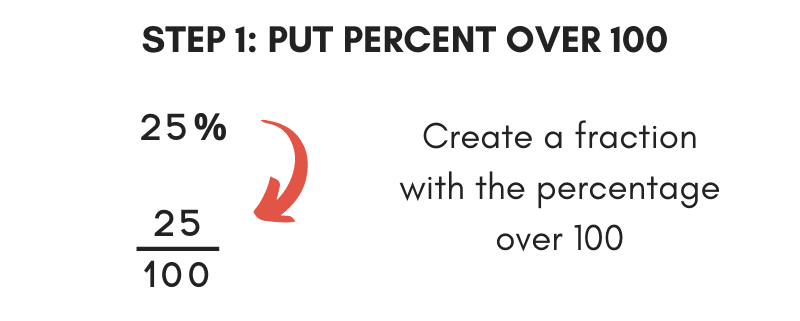 STEP 1: PUT PERCENT OVER 100
25%
25
100
Create a fraction
with the percentage
over 100